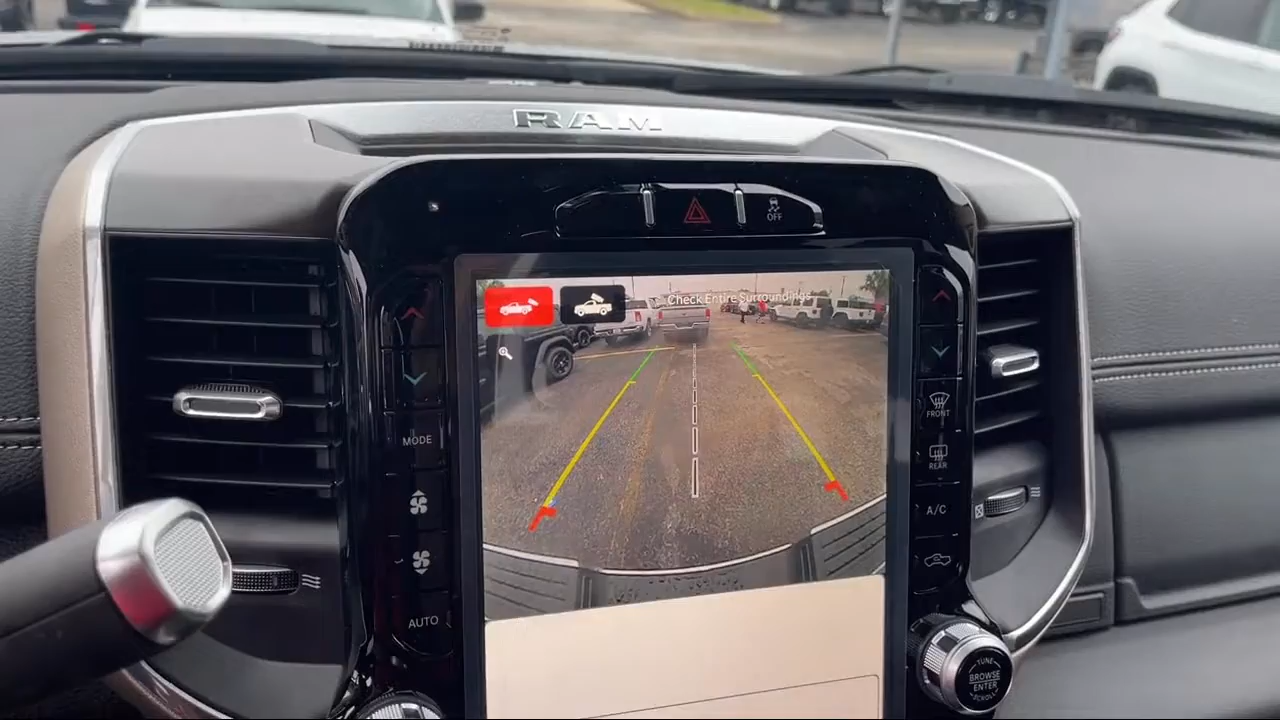 RAM
OFF
Check Entire Surroundings
MODE
FRONT
REAR
A/C
AUTO
TUNE
BROWSE
ENTER
SCROLL